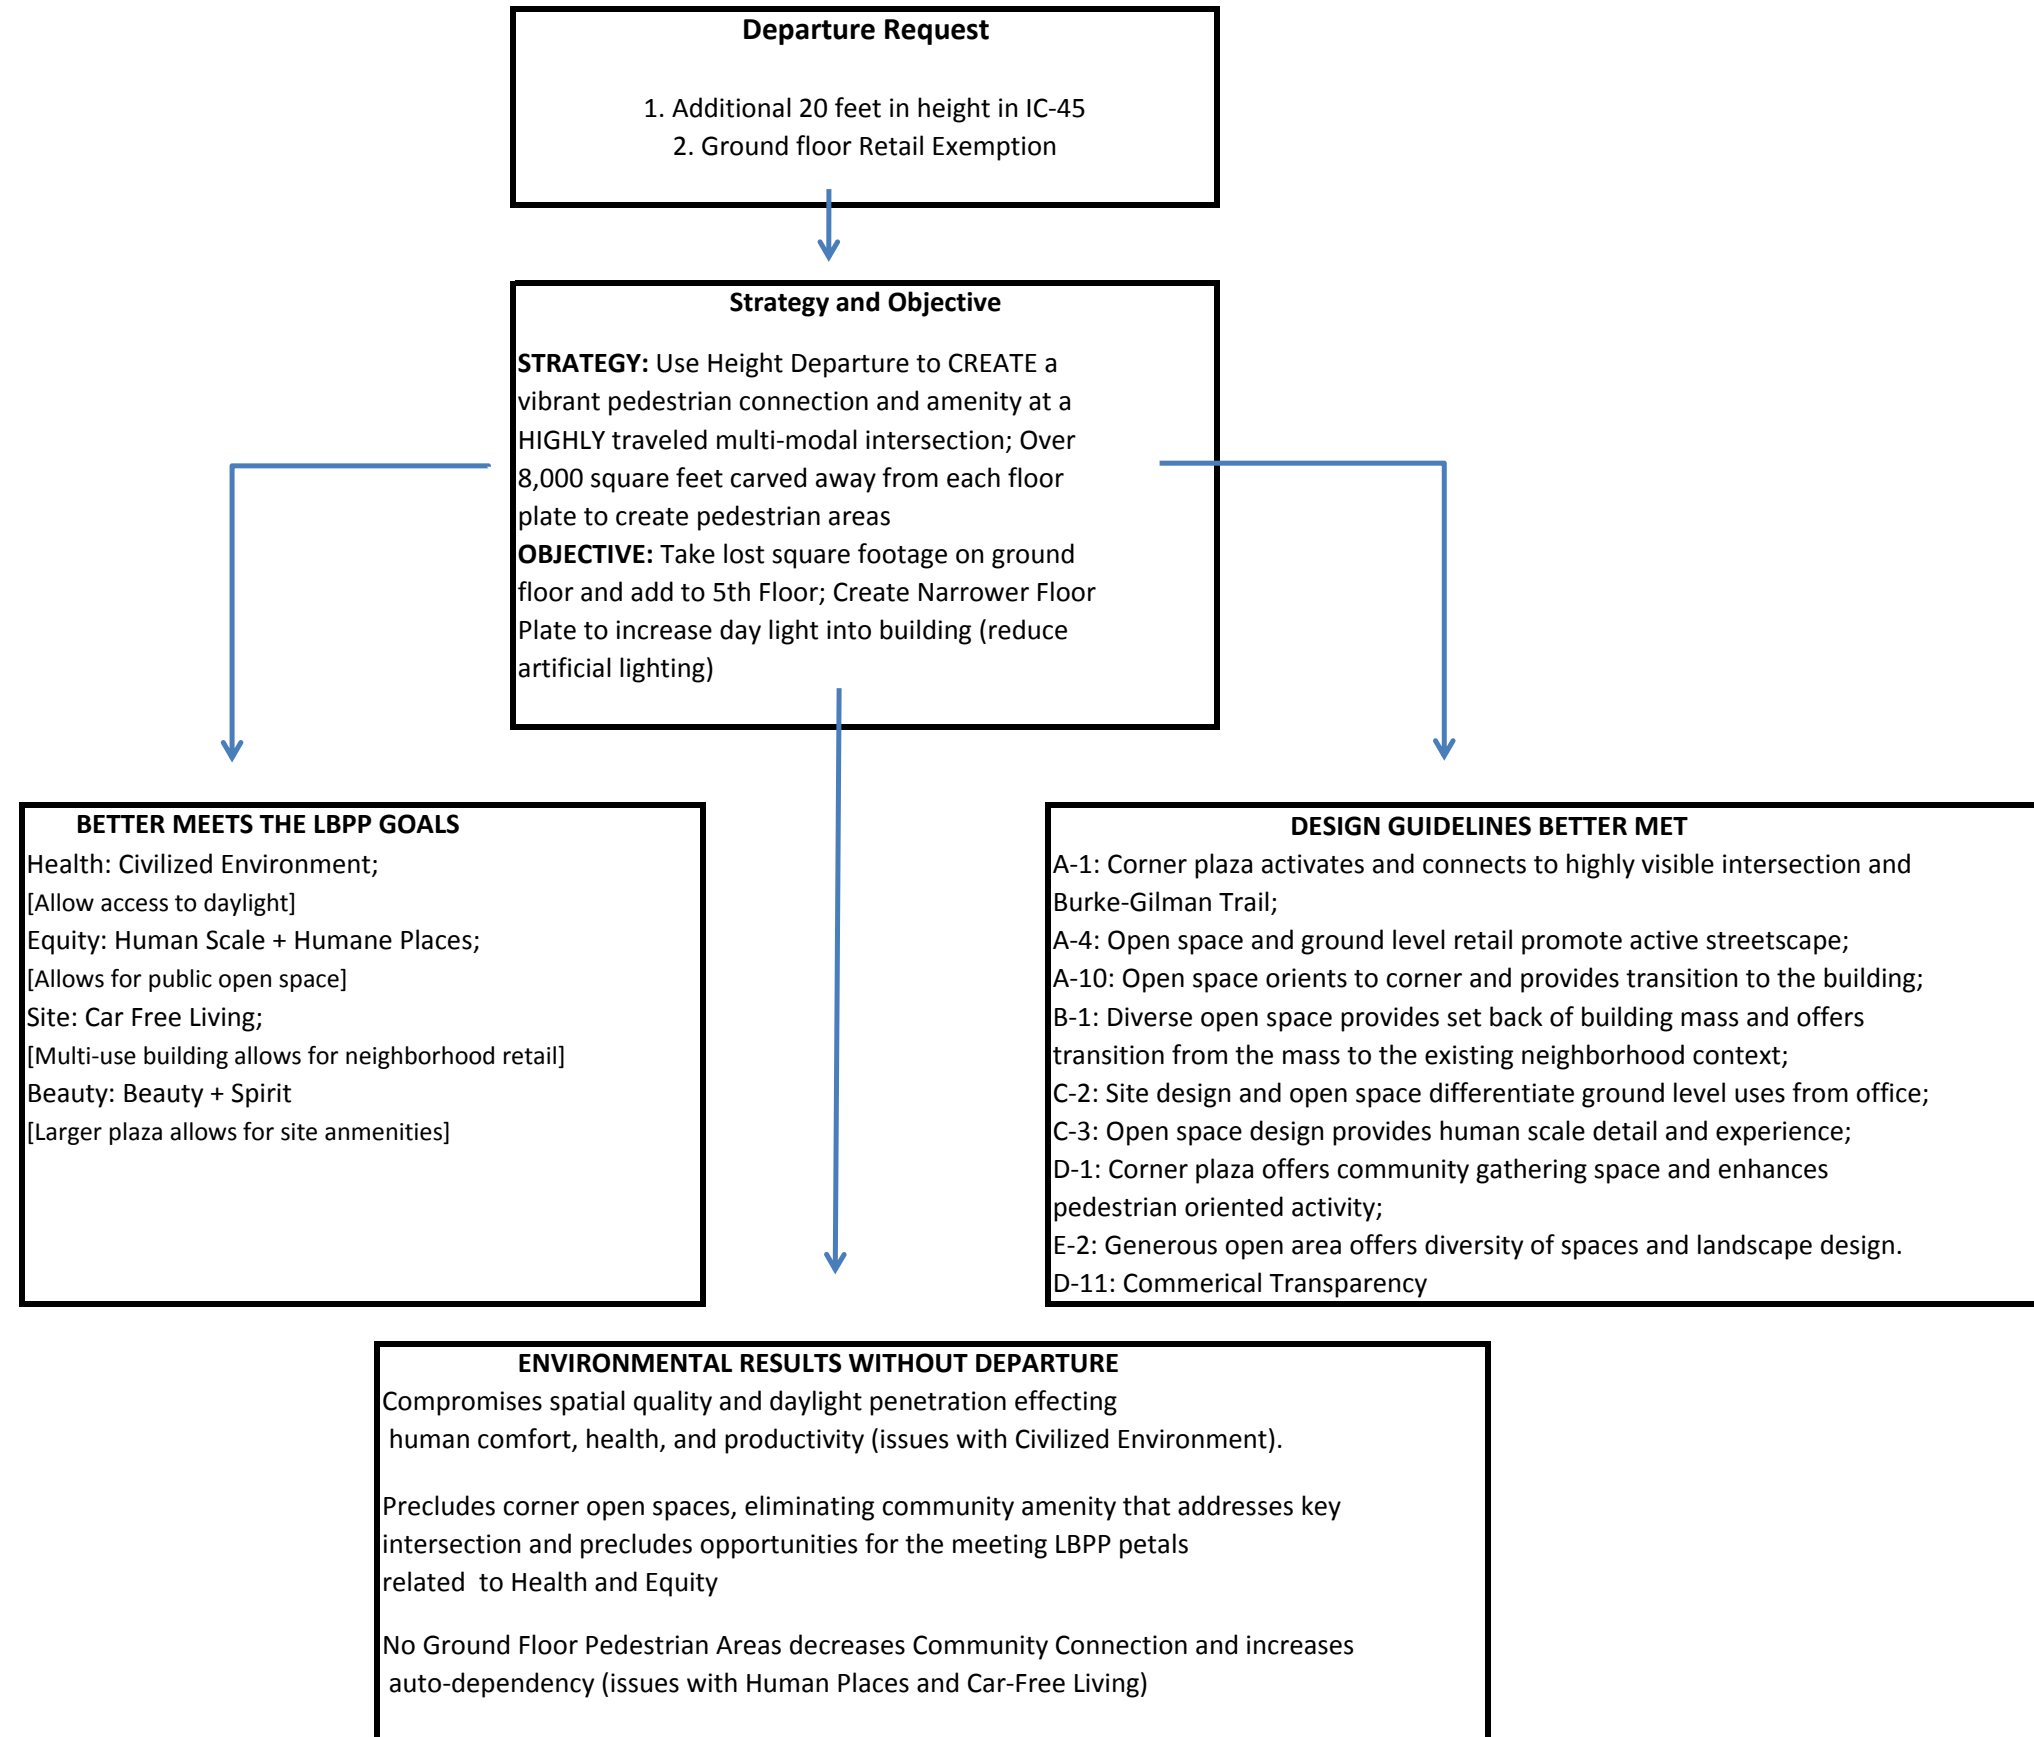 Departure Request
1. Additional 20 feet in height in IC-45
2. Ground floor Retail Exemption
Strategy and Objective
STRATEGY: Use Height Departure to CREATE a
vibrant pedestrian connection and amenity at a
HIGHLY traveled multi-modal intersection; Over
8,000 square feet carved away from each floor
plate to create pedestrian areas
OBJECTIVE: Take lost square footage on ground
floor and add to 5th Floor; Create Narrower Floor
Plate to increase day light into building (reduce
artificial lighting)
BETTER MEETS THE LBPP GOALS
Health: Civilized Environment;
[Allow access to daylight]
Equity: Human Scale + Humane Places;
[Allows for public open space]
Site: Car Free Living;
[Multi-use building allows for neighborhood retail]
Beauty: Beauty + Spirit
[Larger plaza allows for site anmenities]
DESIGN GUIDELINES BETTER MET
A-1: Corner plaza activates and connects to highly visible intersection and
Burke-Gilman Trail;
A-4: Open space and ground level retail promote active streetscape;
A-10: Open space orients to corner and provides transition to the building;
B-1: Diverse open space provides set back of building mass and offers
transition from the mass to the existing neighborhood context;
C-2: Site design and open space differentiate ground level uses from office;
C-3: Open space design provides human scale detail and experience;
D-1: Corner plaza offers community gathering space and enhances
pedestrian oriented activity;
E-2: Generous open area offers diversity of spaces and landscape design.
D-11: Commerical Transparency
ENVIRONMENTAL RESULTS WITHOUT DEPARTURE
Compromises spatial quality and daylight penetration effecting
human comfort, health, and productivity (issues with Civilized Environment).
Precludes corner open spaces, eliminating community amenity that addresses key
intersection and precludes opportunities for the meeting LBPP petals
related  to Health and Equity
No Ground Floor Pedestrian Areas decreases Community Connection and increases
auto-dependency (issues with Human Places and Car-Free Living)